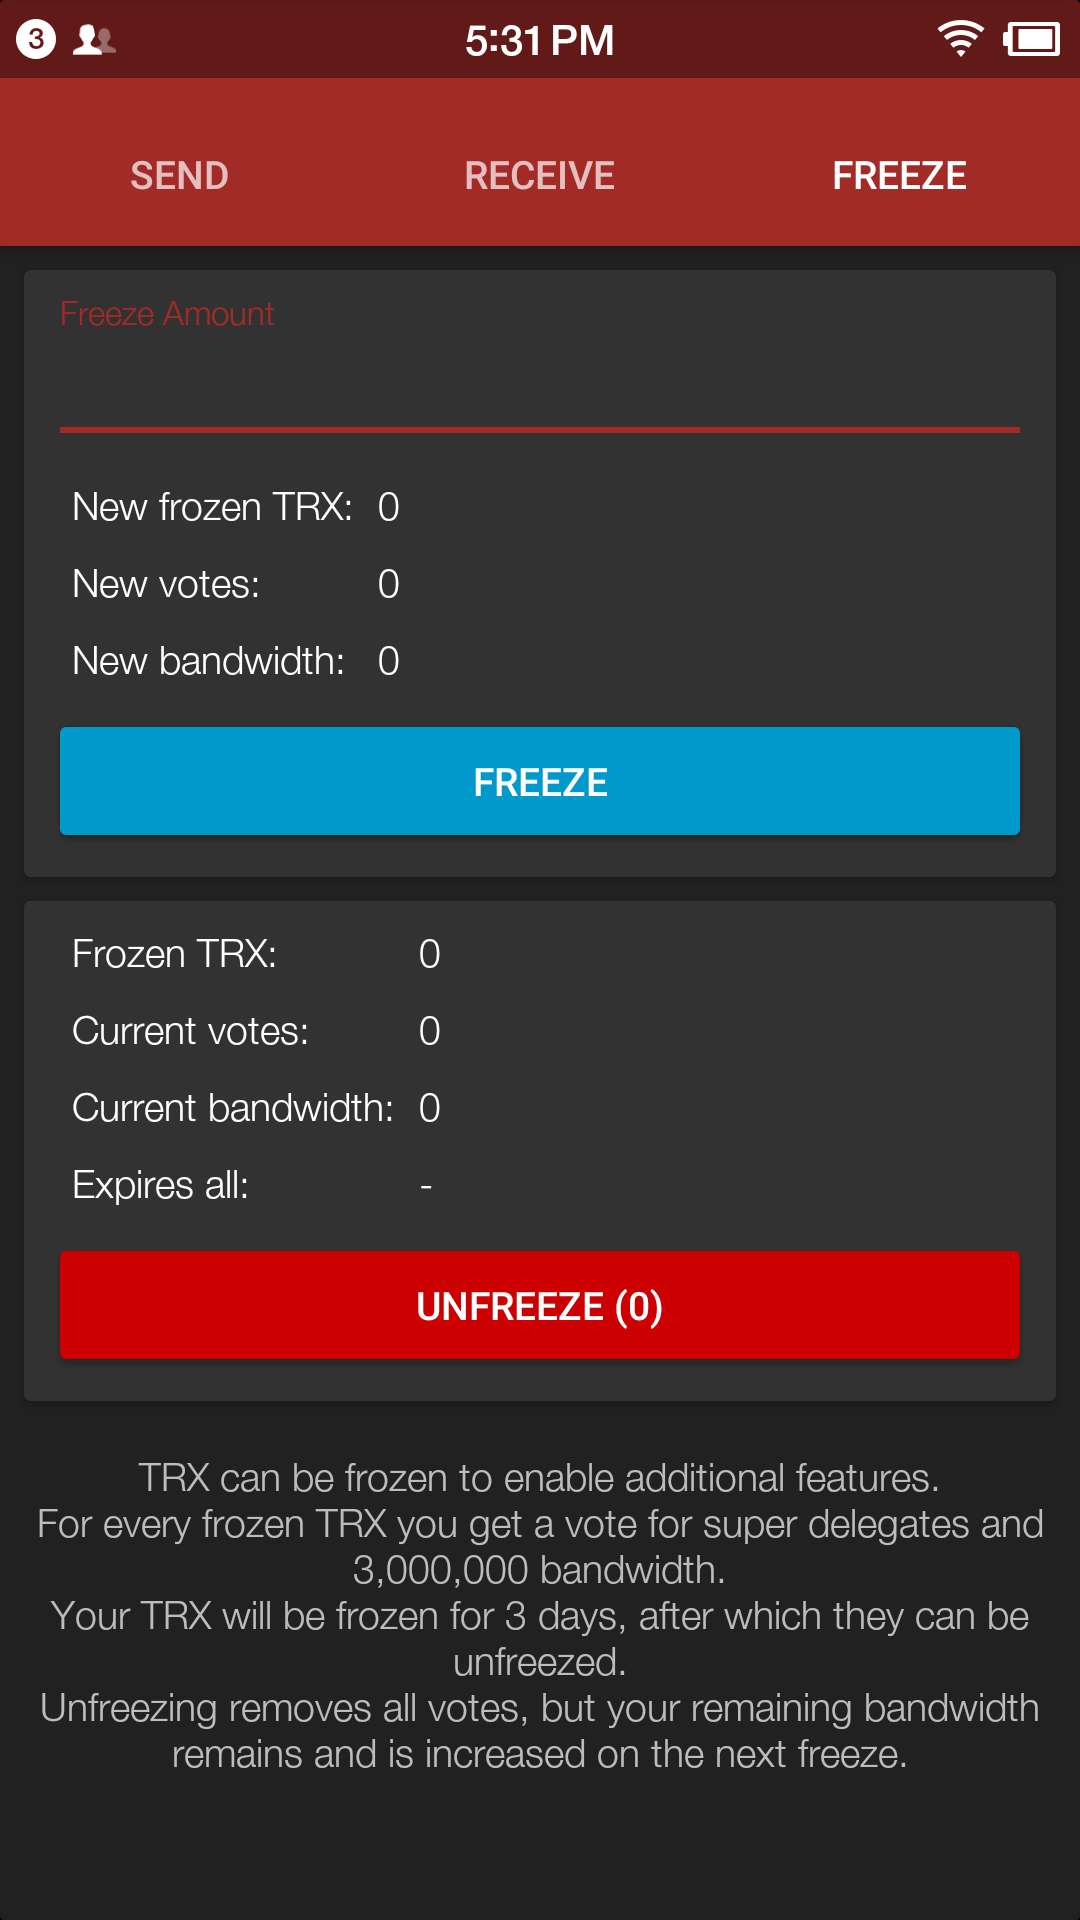 3
5:31 PM
SEND RECEIVE FREEZE
Freeze Amount
New frozen TRX: 0
New votes: 0
New bandwidth: 0
FREEZE
Frozen TRX: 0
Current votes: 0
Current bandwidth: 0
Expires all: -
UNFREEZE (0)
TRX can be frozen to enable additional features.
For every frozen TRX you get a vote for super delegates and
3,000,000 bandwidth.
Your TRX will be frozen for 3 days, after which they can be
unfreezed.
Unfreezing removes all votes, but your remaining bandwidth
remains and is increased on the next freeze.